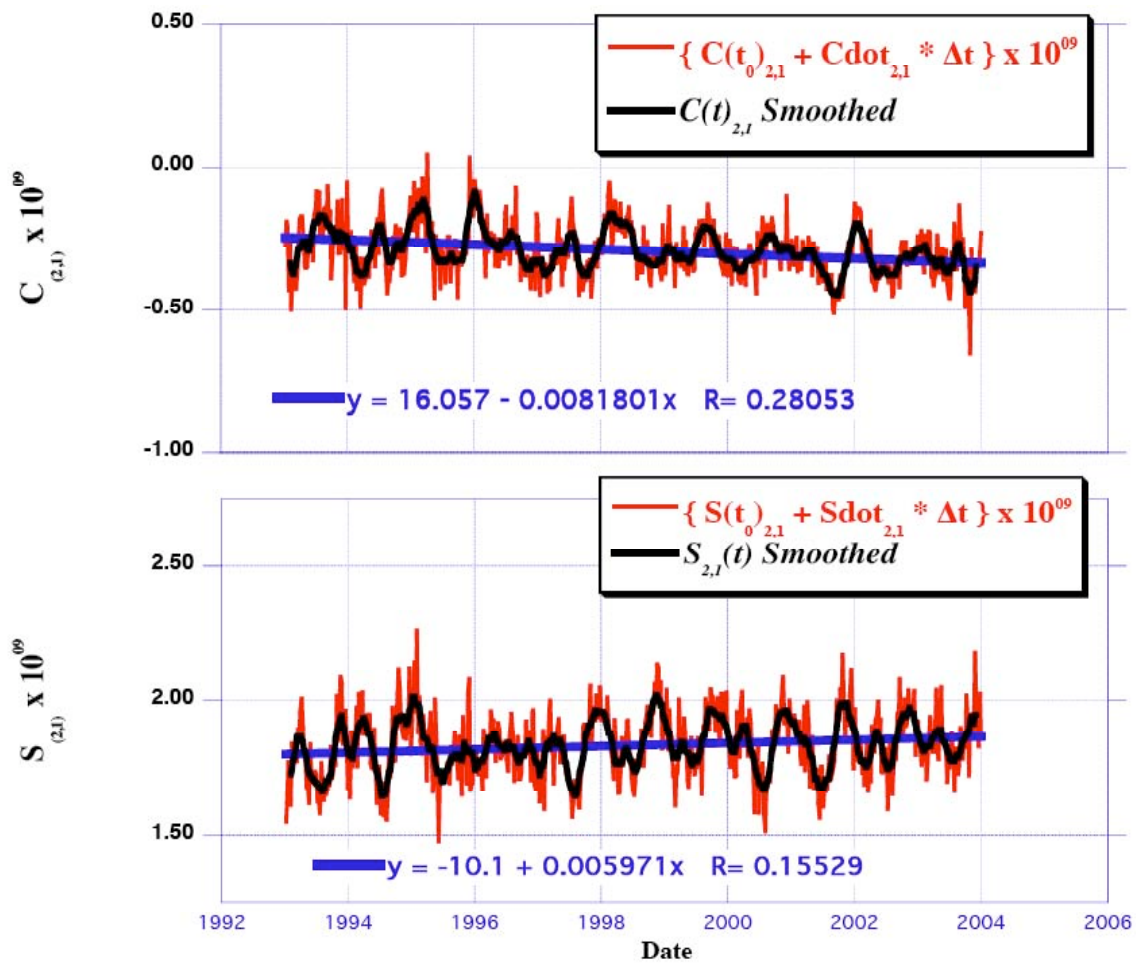 0.50
{ C(t0)2,1 + Cdot2,1 * Δt } x 10^09
C(t)2,1 Smoothed
0.00
C(2,1) x 10^09
-0.50
y = 16.057 - 0.0081801x R= 0.28053
-1.00
{ S(t0)2,1 + Sdot2,1 * Δt } x 10^09
S2,1(t) Smoothed
2.50
S(2,1) x 10^09
2.00
1.50
y = -10.1 + 0.005971x R= 0.15529
1992 1994 1996 1998 2000 2002 2004 2006
Date